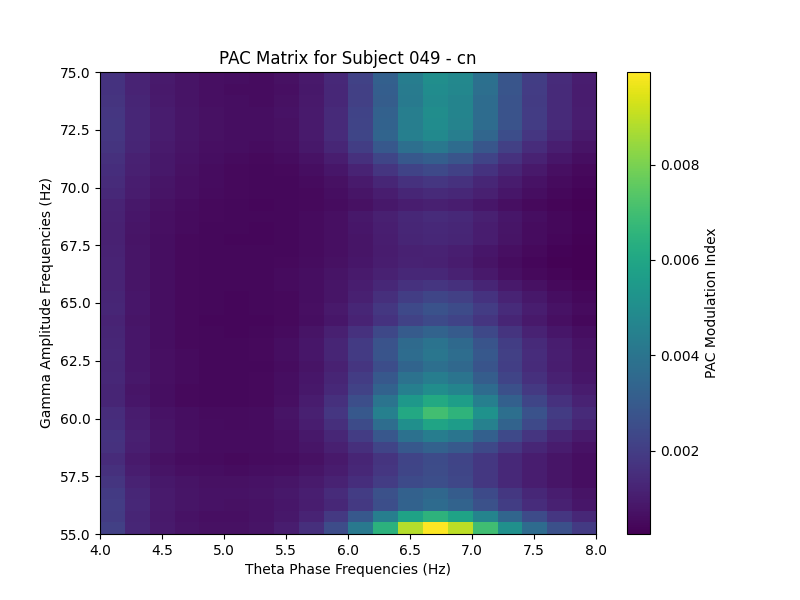 PAC Matrix for Subject 049 - cn
75.0
72.5
70.0
67.5
65.0
62.5
60.0
57.5
55.0
Gamma Amplitude Frequencies (Hz)
4.0 4.5 5.0 5.5 6.0 6.5 7.0 7.5 8.0
Theta Phase Frequencies (Hz)
0.008
0.006
0.004
0.002
PAC Modulation Index